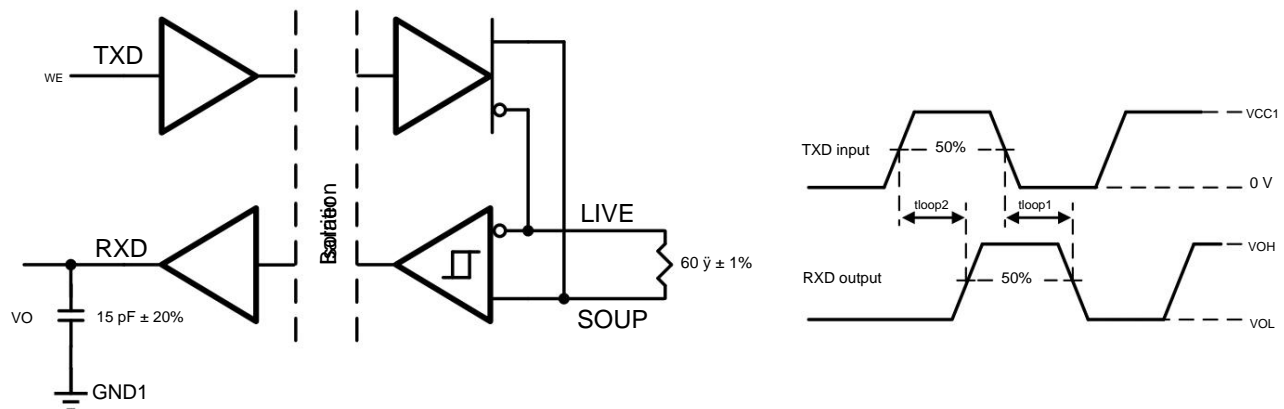 TXD
WE
LIVE
RXD
60 ÿ ± 1%
VO
15 pF ± 20%
SOUP
GND1
VCC1
TXD input
50%
0 V
tloop2
tloop1
VOH
RXD output
50%
VOL